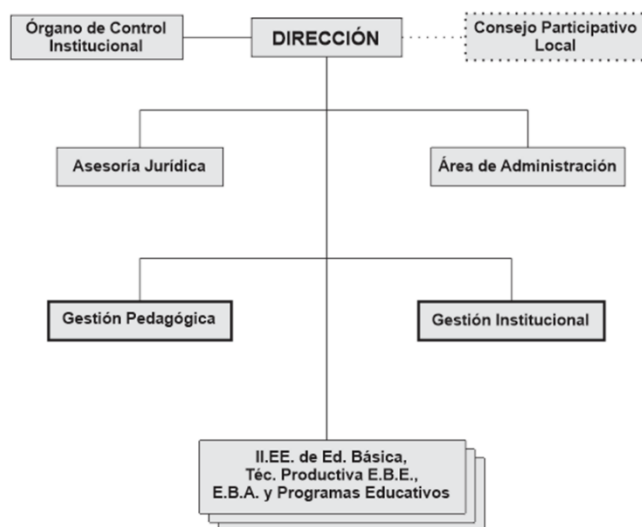 Órgano de Control
Institucional
DIRECCIÓN
Consejo Participativo
Local
Asesoría Jurídica
Área de Administración
Gestión Pedagógica
Gestión Institucional
II.EE. de Ed. Básica,
Téc. Productiva E.B.E.,
E.B.A. y Programas Educativos